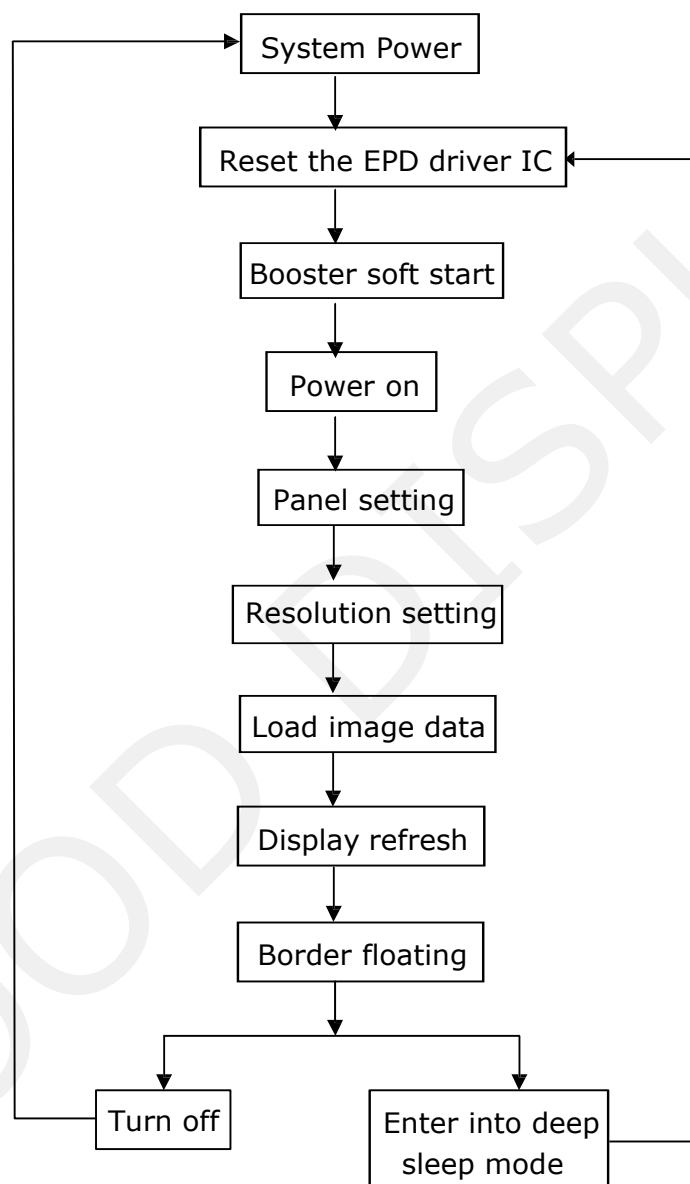 System Power
Reset the EPD driver IC
Booster soft start
Power on
Panel setting
Resolution setting
Load image data
Display refresh
Border floating
Turn off
Enter into deep
sleep mode